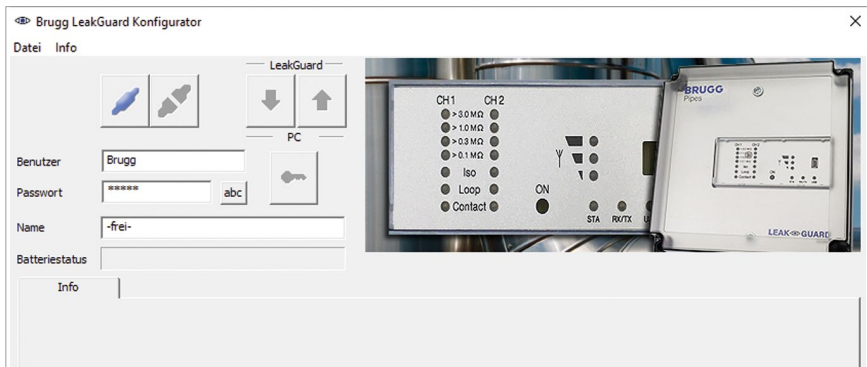 Brugg LeakGuard Konfigurator
Datei Info
LeakGuard
PC
Benutzer Brugg
Passwort ***** abc
Name -frei-
Batteriestatus
Info
CH1 CH2
> 3.0 MΩ
> 1.0 MΩ
> 0.3 MΩ
> 0.1 MΩ
Iso
Loop
Contact
ON
STA RX/TX
BRUGG
Pipes
LEAK GUARD